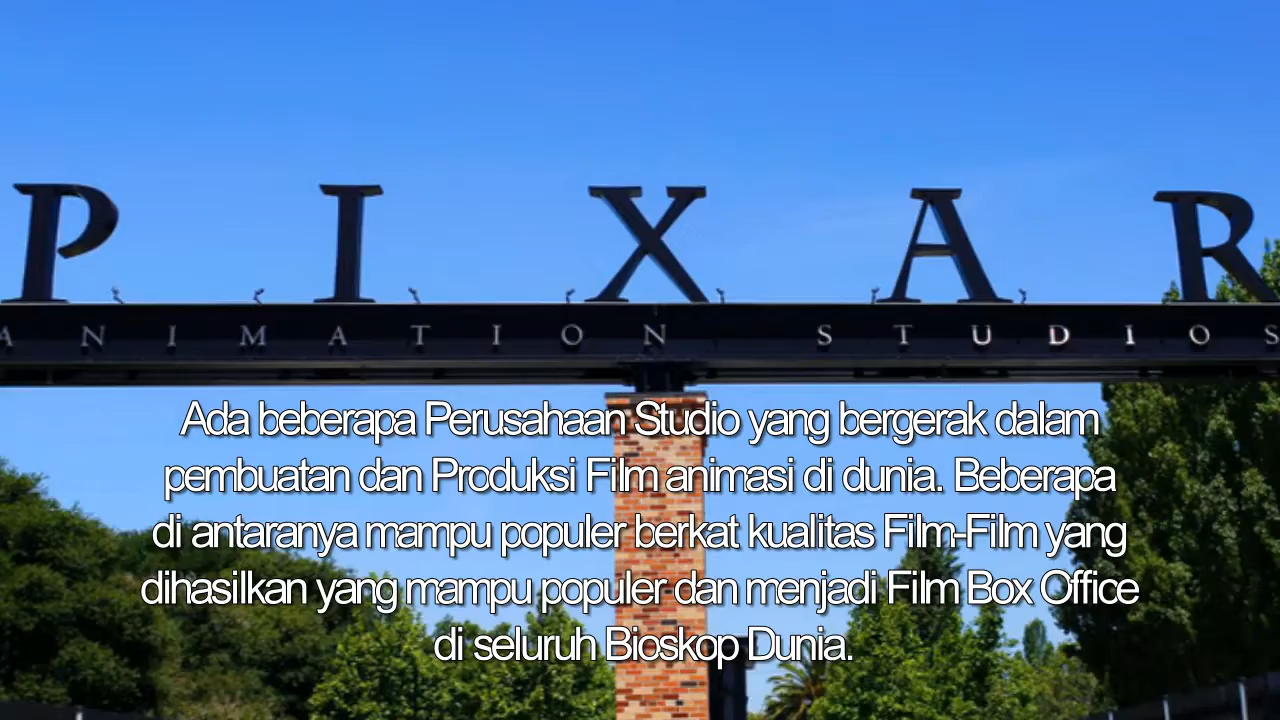 PIXAR
ANIMATION STUDIOS
Ada beberapa Perusahaan Studio yang bergerak dalam
pembuatan dan Produksi Film animasi di dunia. Beberapa
di antaranya mampu populer berkat kualitas Film-Film yang
dihasilkan yang mampu populer dan menjadi Film Box Office
di seluruh Bioskop Dunia.